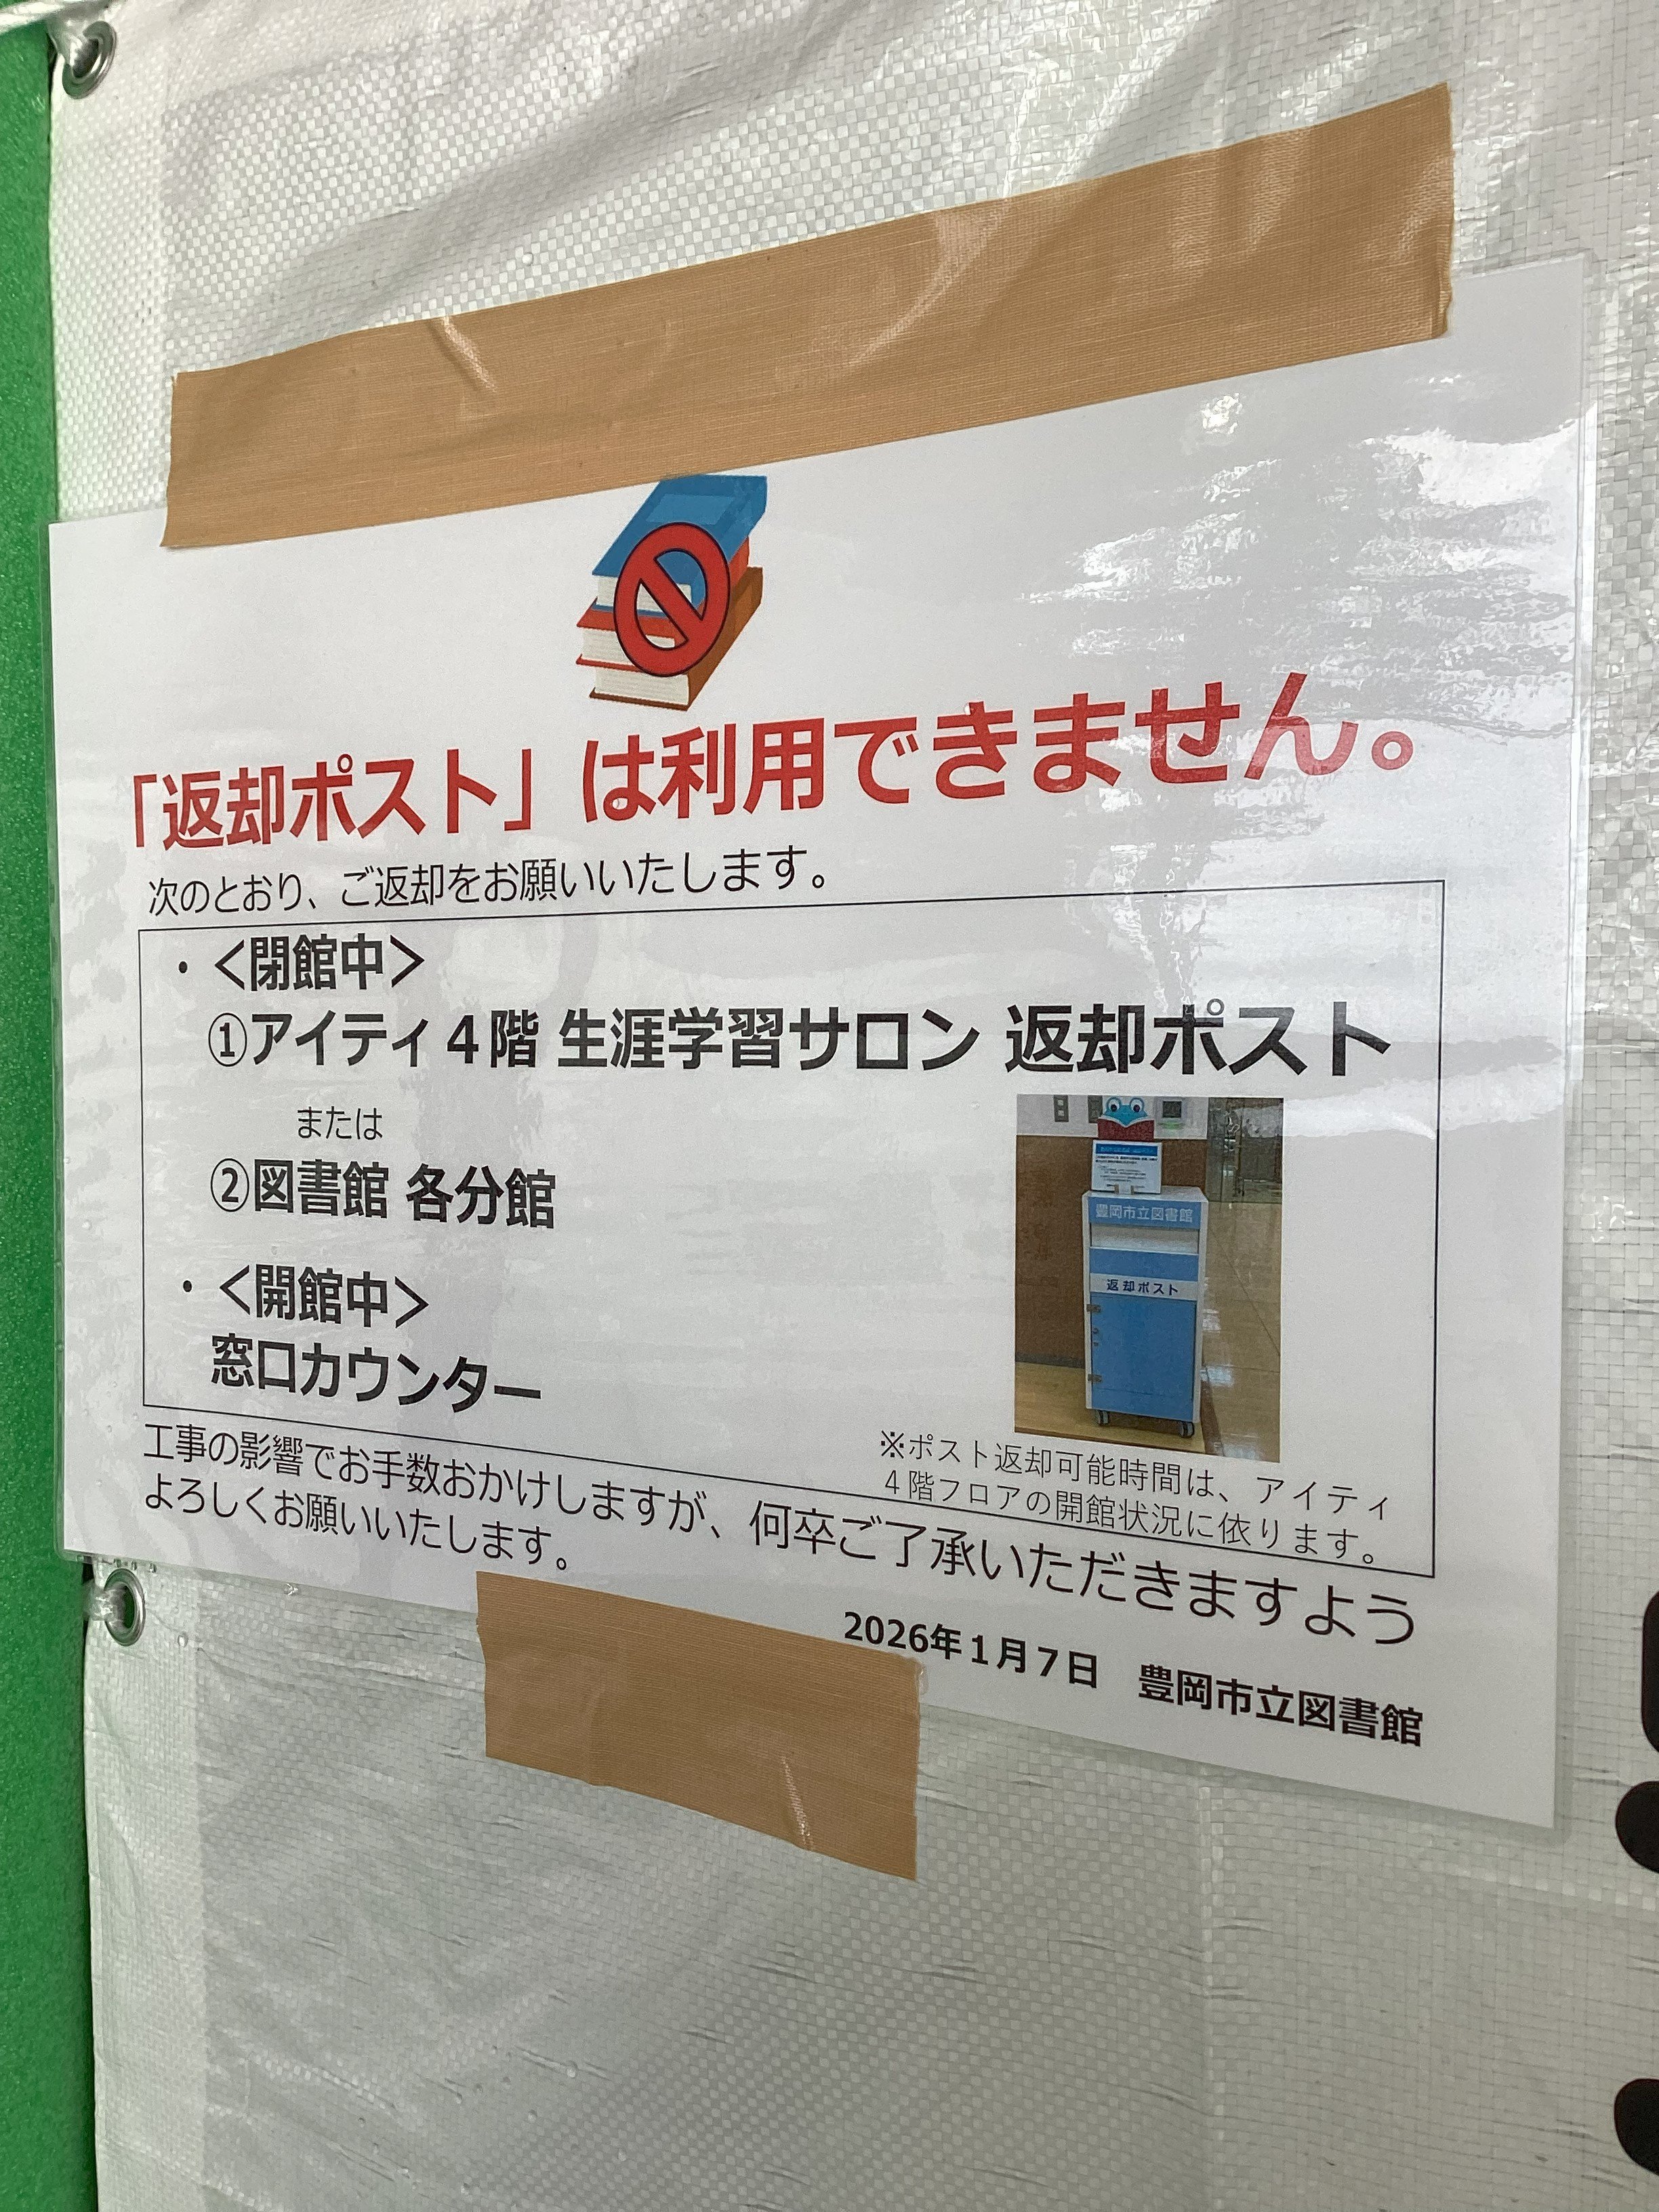 「返却ポスト」は利用できません。
次のとおり、ご返却をお願いいたします。
・<閉館中>
①アイティ４階 生涯学習サロン 返却ポスト
または
②図書館 各分館
・<開館中>
窓口カウンター
豊岡市立図書館
返却ポスト
※ポスト返却可能時間は、アイティ
４階フロアの開館状況に依ります。
工事の影響でお手数おかけしますが、何卒ご了承いただきますよう
よろしくお願いいたします。
2026年１月７日　豊岡市立図書館